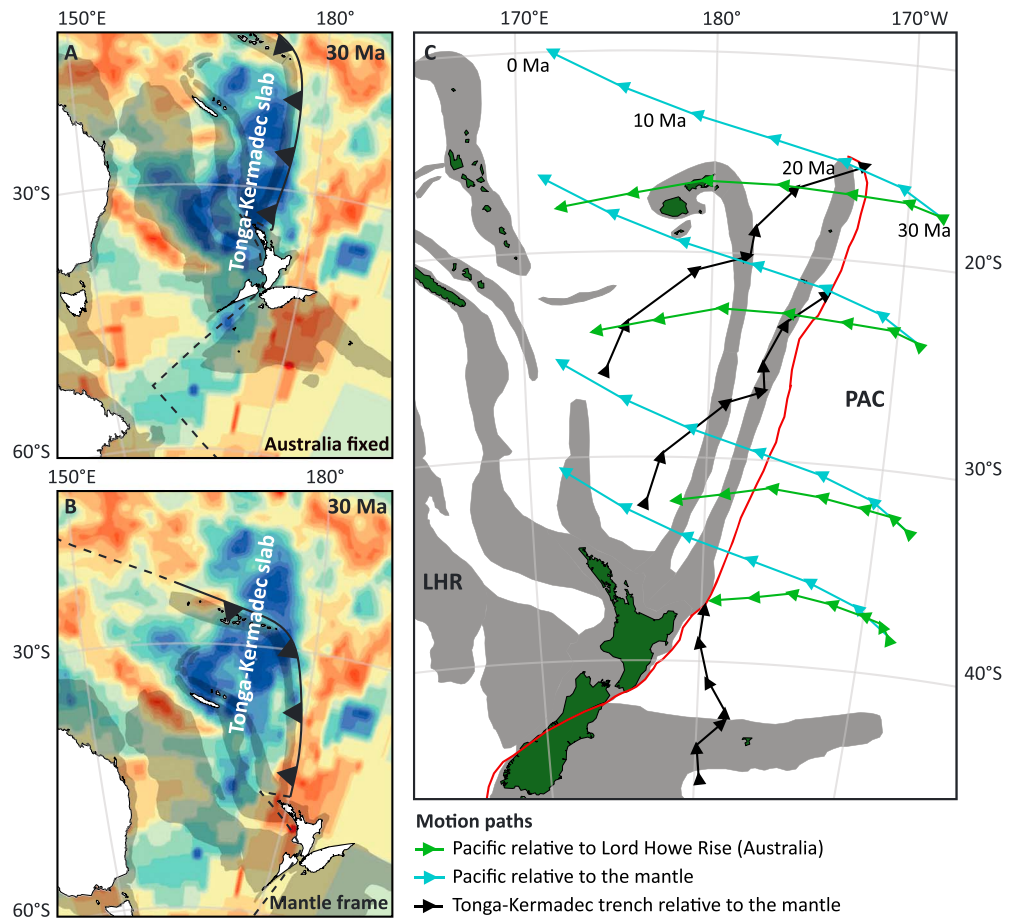 150°E
180°
A
30 Ma
Tonga-Kermadec slab
30°S
60°S
Australia fixed
150°E
180°
B
30 Ma
Tonga-Kermadec slab
30°S
60°S
Mantle frame
170°E
180°
170°W
C
0 Ma
10 Ma
20 Ma
30 Ma
20°S
PAC
30°S
LHR
40°S
Motion paths
Pacific relative to Lord Howe Rise (Australia)
Pacific relative to the mantle
Tonga-Kermadec trench relative to the mantle